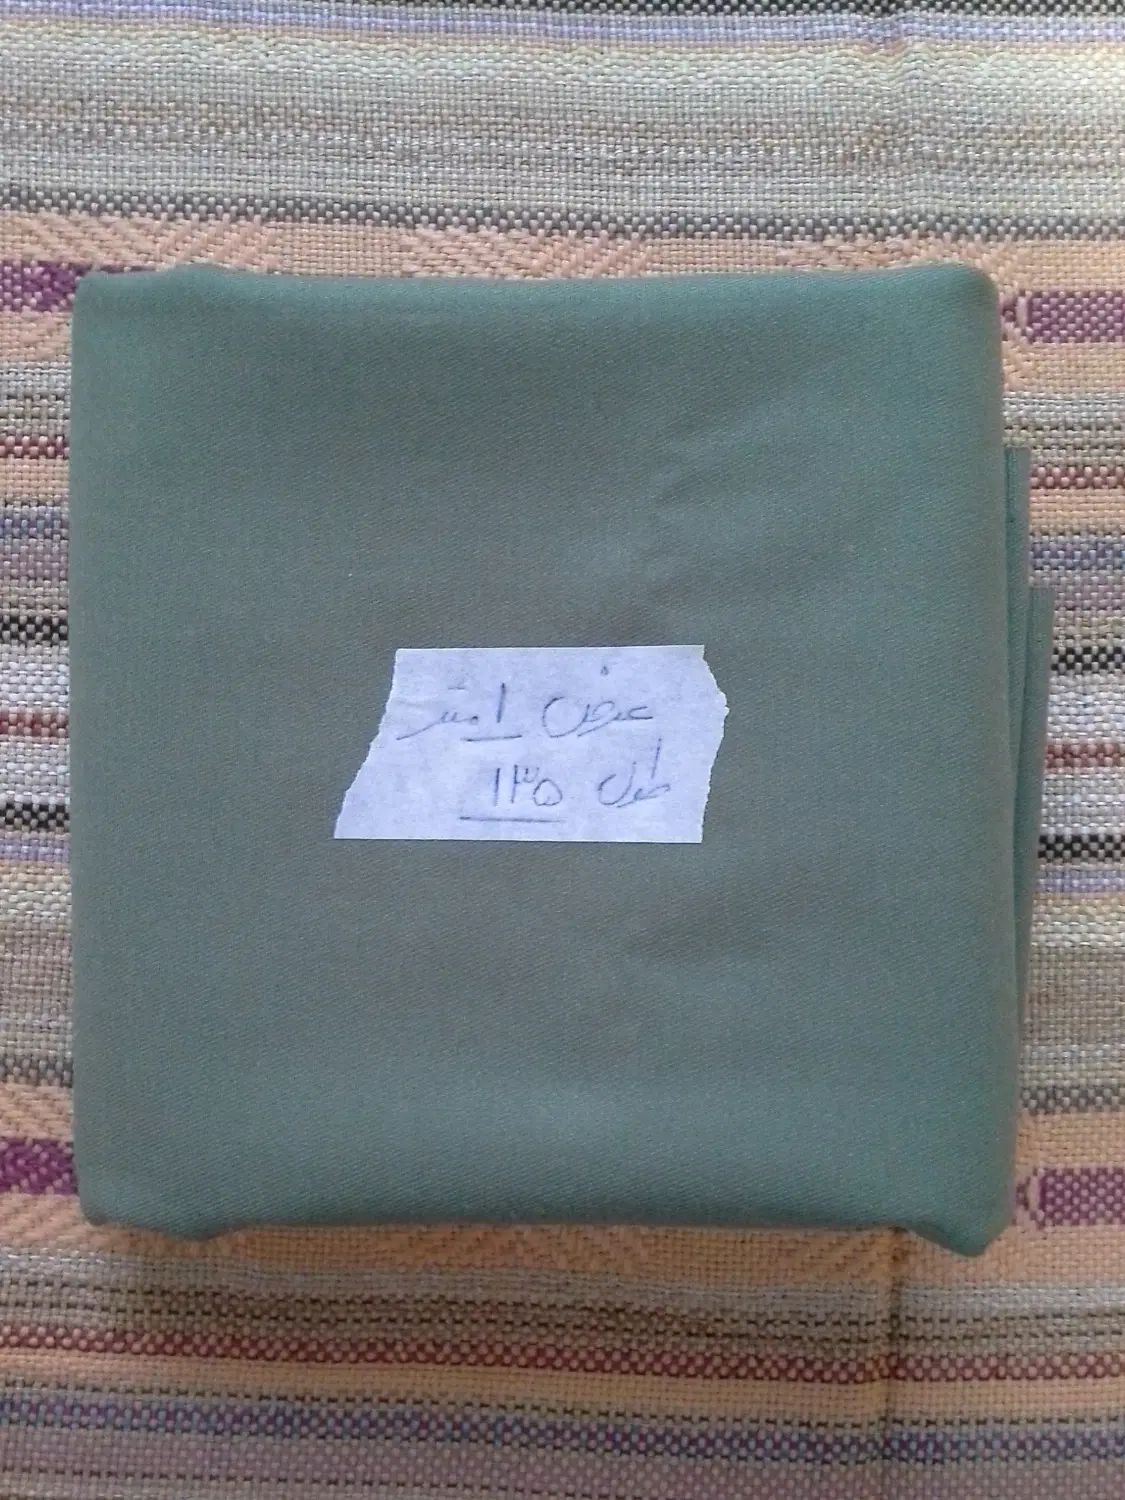 عرض ۱ متر
طول ۱۳۵